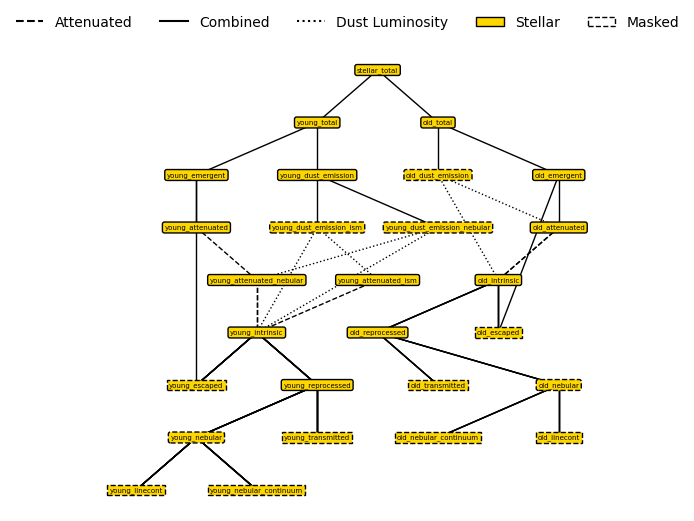 Attenuated Combined Dust Luminosity Stellar Masked
stellar_total
young_total old_total
young_emergent young_dust_emission old_dust_emission old_emergent
young_attenuated young_dust_emission_ism young_dust_emission_nebular old_attenuated
young_attenuated_nebular young_attenuated_ism old_intrinsic
young_intrinsic old_reprocessed old_escaped
young_escaped young_reprocessed old_transmitted old_nebular
young_nebular young_transmitted old_nebular_continuum old_linecont
young_linecont young_nebular_continuum